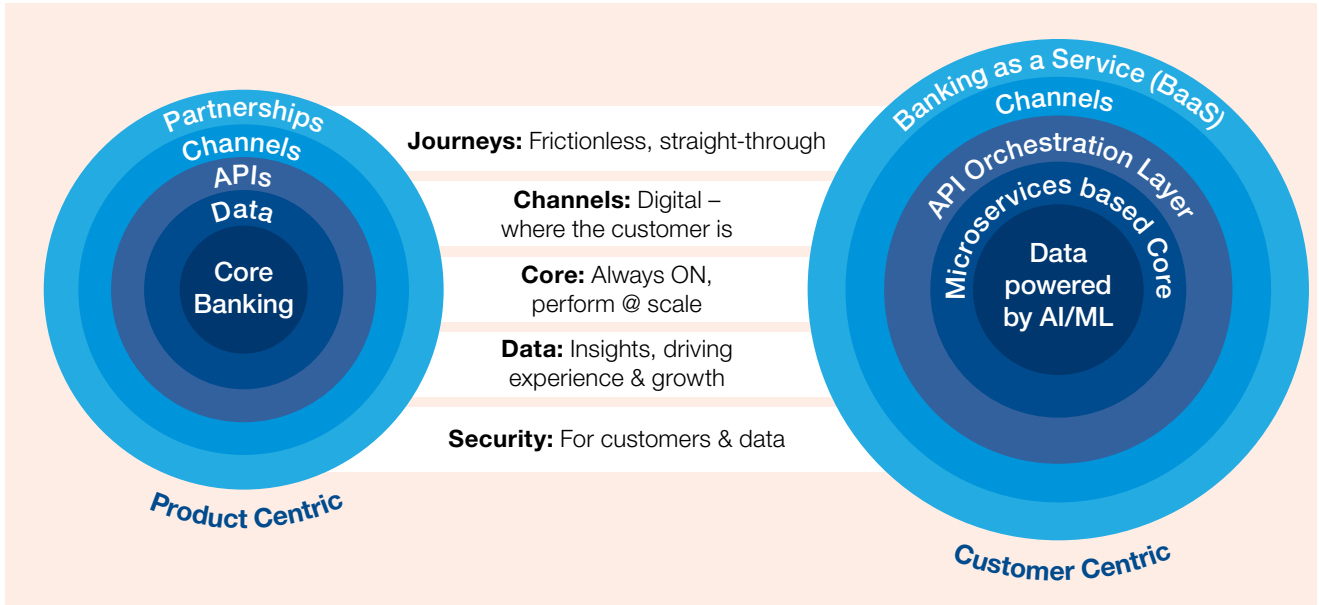 Partnerships
Channels
APIs
Data
Core
Banking
Product Centric
Journeys: Frictionless, straight-through
Channels: Digital –
where the customer is
Core: Always ON,
perform @ scale
Data: Insights, driving
experience & growth
Security: For customers & data
Banking as a Service (BaaS)
Channels
API Orchestration Layer
Microservices based Core
Data
powered
by AI/ML
Customer Centric